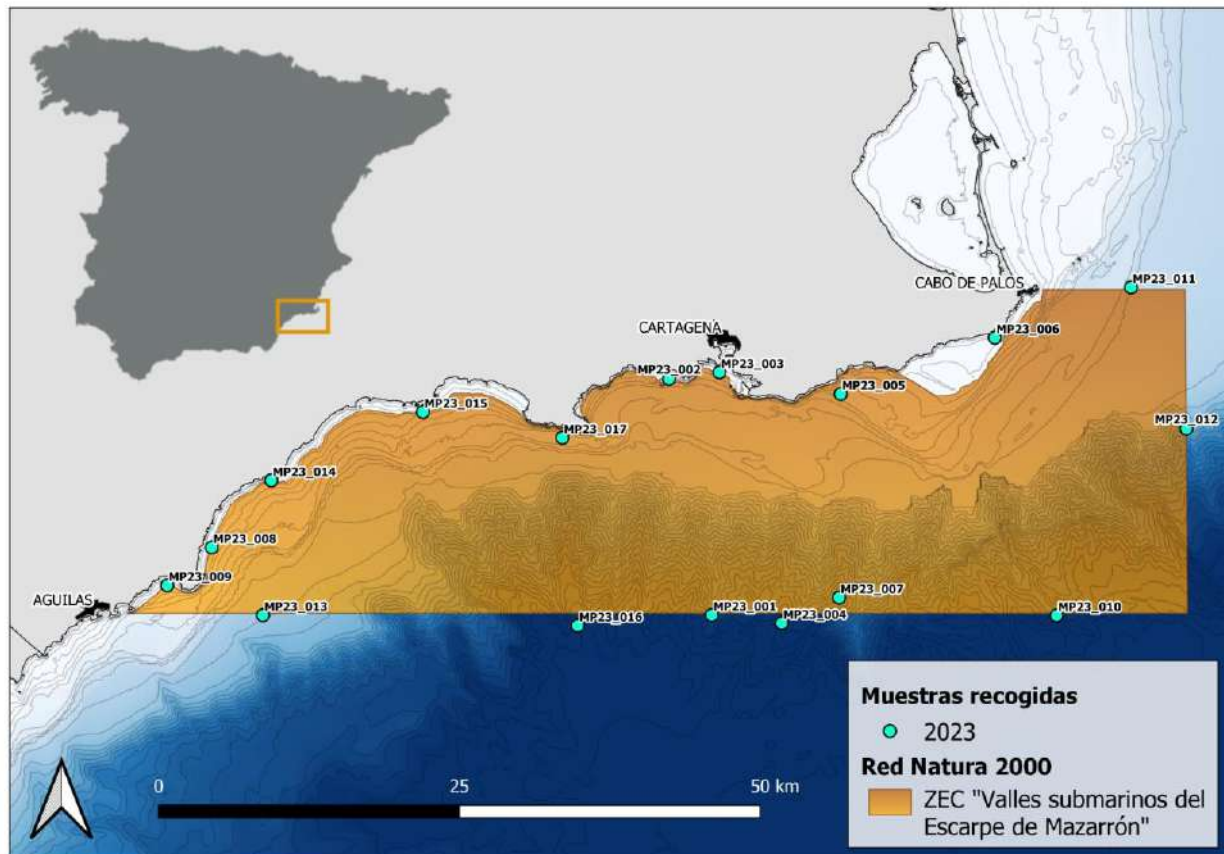 MP23_011
CABO DE PALOS
MP23_006
CARTAGENA
MP23_003
MP23_002
MP23_005
MP23_015
MP23_012
MP23_017
MP23_014
MP23_008
MP23_009
AGUILAS
MP23_007
MP23_013
MP23_016
MP23_001
MP23_004
MP23_010
Muestras recogidas
2023
Red Natura 2000
ZEC "Valles submarinos del
Escarpe de Mazarrón"
0
25
50 km